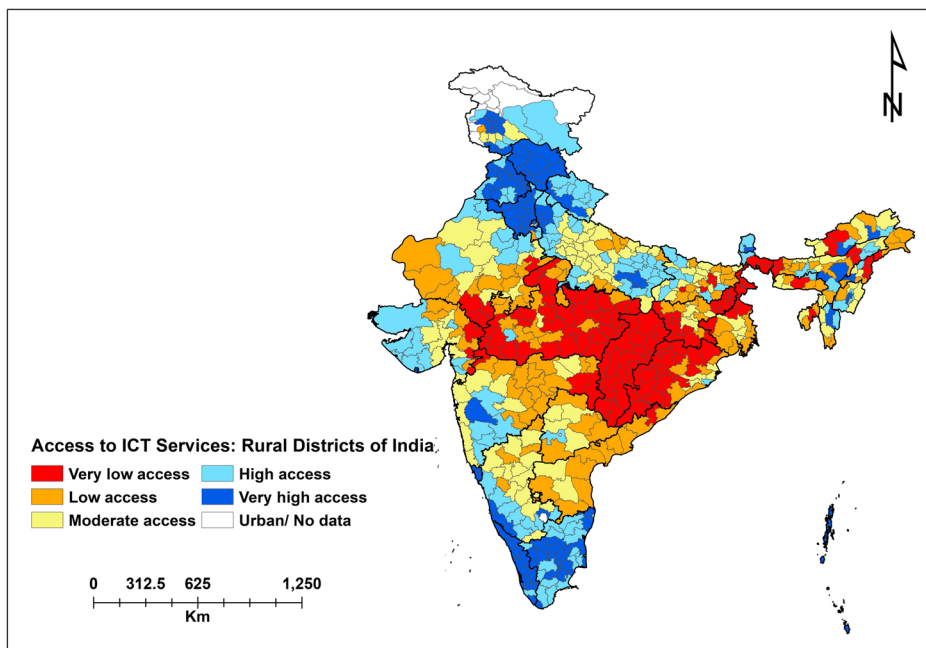 N
Access to ICT Services: Rural Districts of India
Very low access High access
Low access Very high access
Moderate access Urban/ No data
0 312.5 625 1,250
Km